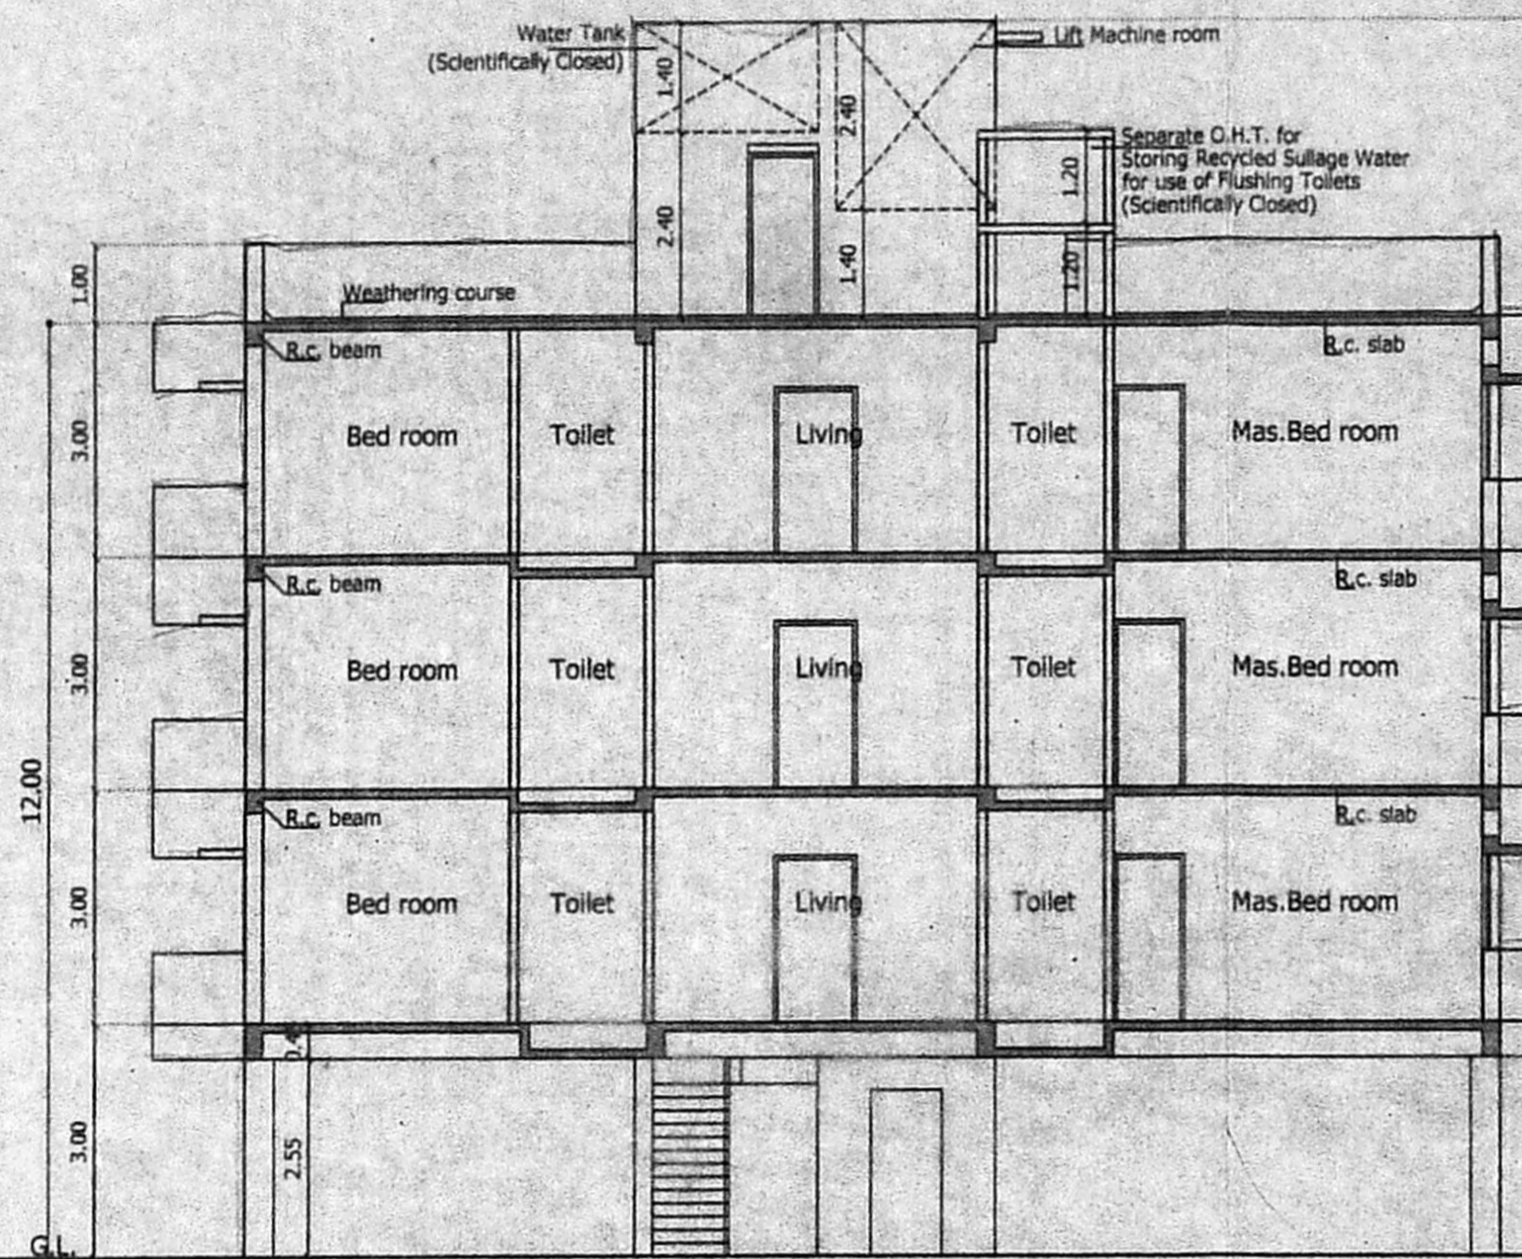 Water Tank
(Scientifically Closed)
Lift Machine room
1.40
2.40
Separate O.H.T. for
Storing Recycled Sullage Water
for use of Flushing Toilets
(Scientifically Closed)
1.20
2.40
1.40
1.20
1.00
Weathering course
R.c. beam
R.c. slab
3.00
Bed room
Toilet
Living
Toilet
Mas.Bed room
R.c. beam
R.c. slab
3.00
Bed room
Toilet
Living
Toilet
Mas.Bed room
12.00
R.c. beam
R.c. slab
3.00
Bed room
Toilet
Living
Toilet
Mas.Bed room
3.00
2.55
G.L.